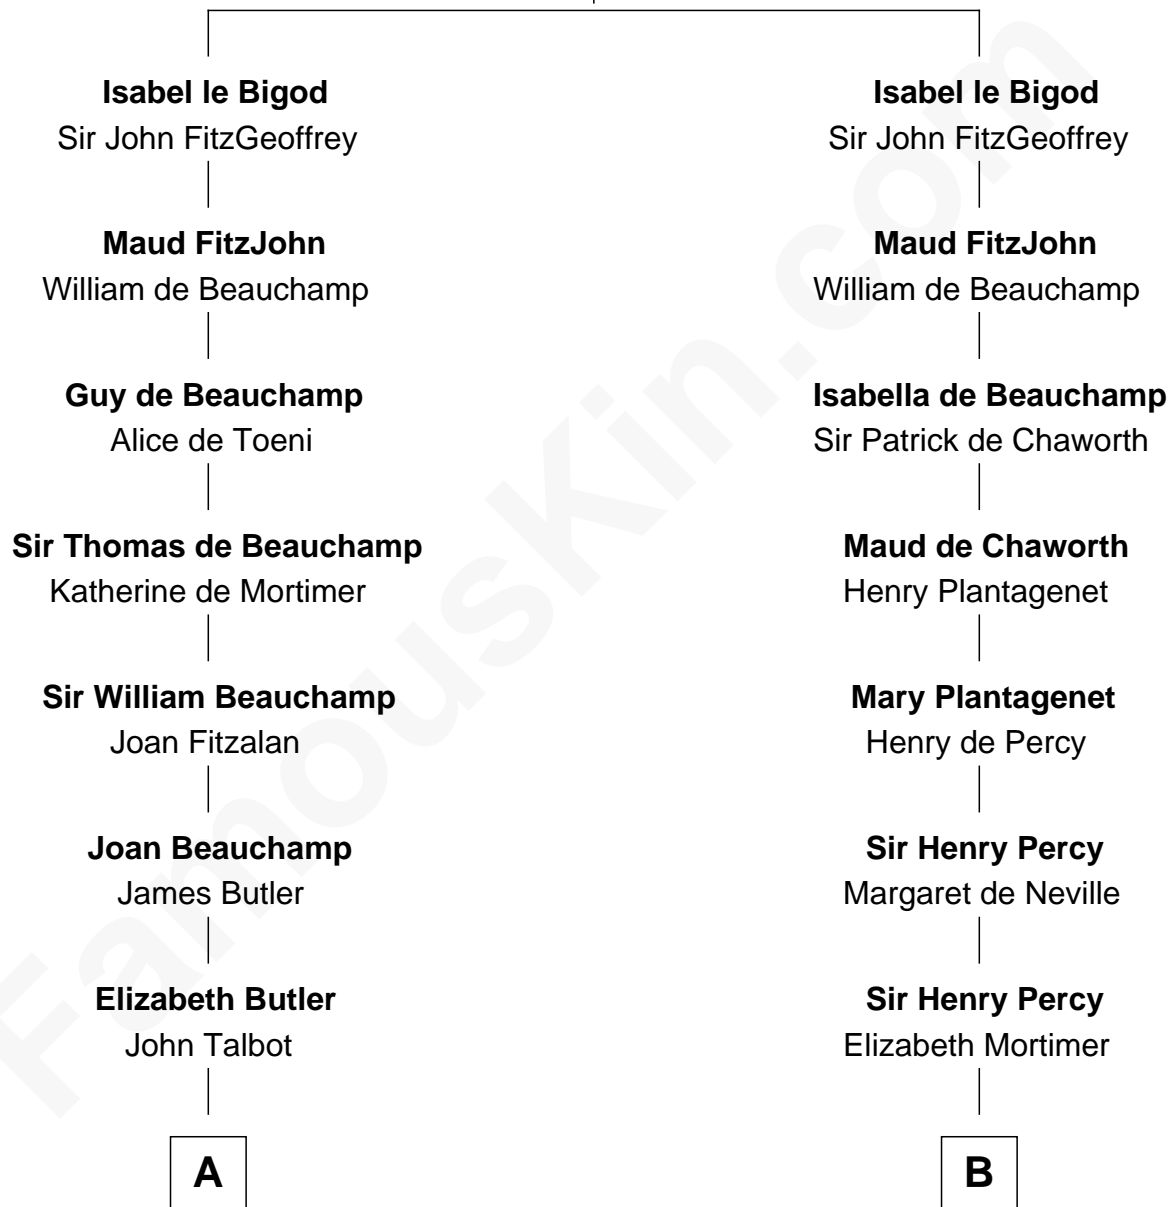 Isabel le Bigod
Sir John FitzGeoffrey
Maud FitzJohn
William de Beauchamp
Guy de Beauchamp
Alice de Toeni
Sir Thomas de Beauchamp
Katherine de Mortimer
Sir William Beauchamp
Joan Fitzalan
Joan Beauchamp
James Butler
Elizabeth Butler
John Talbot
A
Isabel le Bigod
Sir John FitzGeoffrey
Maud FitzJohn
William de Beauchamp
Isabella de Beauchamp
Sir Patrick de Chaworth
Maud de Chaworth
Henry Plantagenet
Mary Plantagenet
Henry de Percy
Sir Henry Percy
Margaret de Neville
Sir Henry Percy
Elizabeth Mortimer
B
FamousKin.com